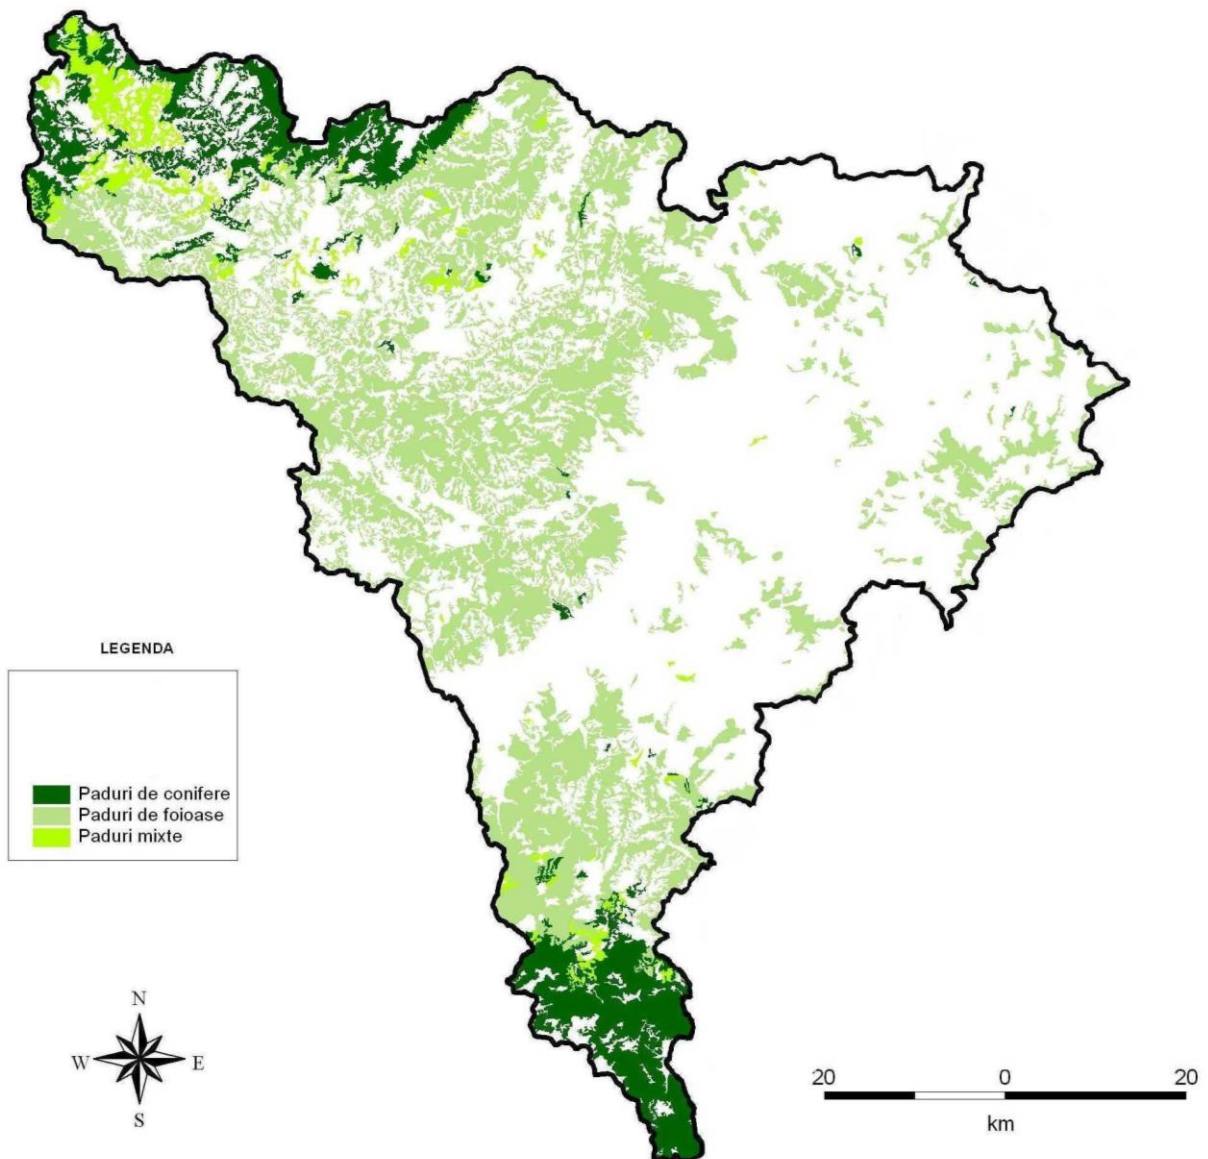 LEGENDA
Paduri de conifere
Paduri de foioase
Paduri mixte
N
W E
S
20 0 20
km